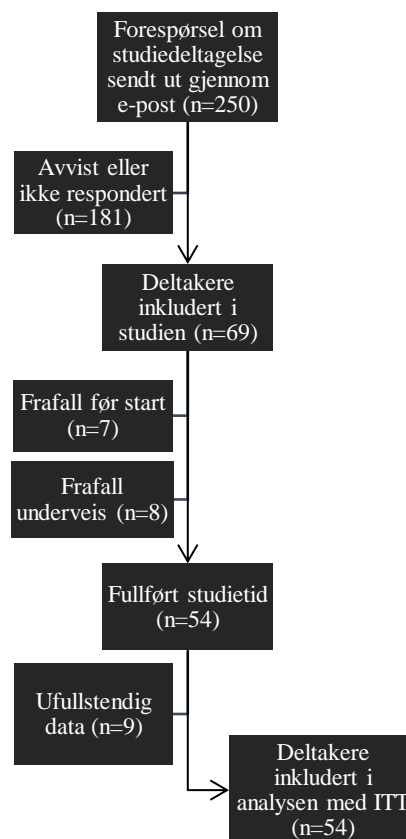 Forespørsel om
studiedeltagelse
sendt ut gjennom
e-post (n=250)
Avvist eller
ikke respondert
(n=181)
Deltakere
inkludert i
studien (n=69)
Frafall før start
(n=7)
Frafall
underveis (n=8)
Fullført studietid
(n=54)
Ufullstendig
data (n=9)
Deltakere
inkludert i
analysen med ITT
(n=54)